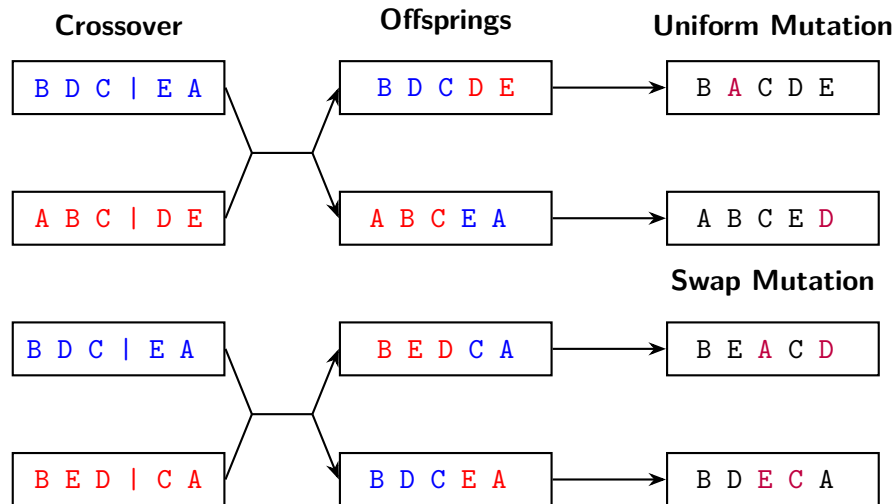 Crossover Offsprings Uniform Mutation
B D C | E A B D C D E B A C D E
A B C | D E A B C E A A B C E D
Swap Mutation
B D C | E A B E D C A B E A C D
B E D | C A B D C E A B D E C A